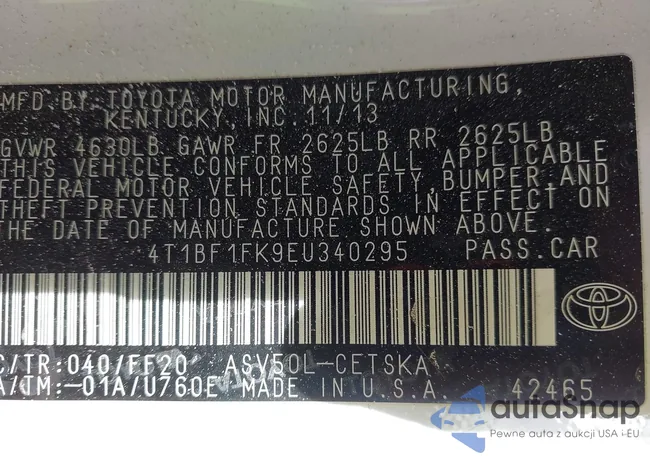 MFD. BY: TOYOTA MOTOR MANUFACTURING,
KENTUCKY, INC. 11/13
GVWR 4630LB GAWR FR 2625LB RR 2625LB
THIS VEHICLE CONFORMS TO ALL APPLICABLE
FEDERAL MOTOR VEHICLE SAFETY, BUMPER AND
THEFT PREVENTION STANDARDS IN EFFECT ON
THE DATE OF MANUFACTURE SHOWN ABOVE.
4T1BF1FK9EU340295 PASS.CAR
C/TR:040/FF20 ASV50L-CETSKA
A/TM:-01A/U760E MADE IN U.S.A. 42465
autaSnap
Pewne auta z aukcji USA i EU